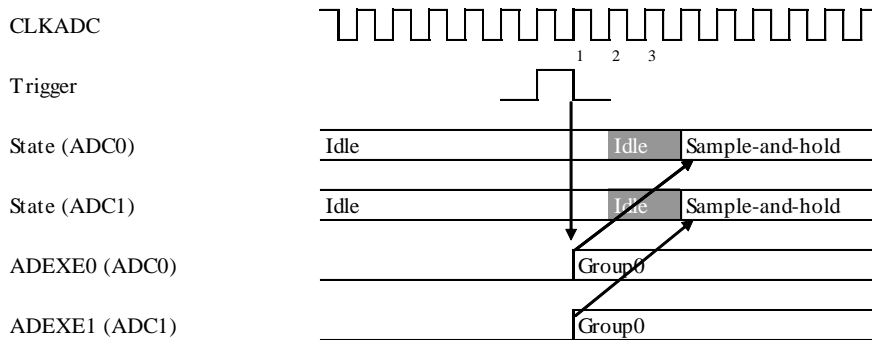 CLKADC
1 2 3
Trigger
State (ADC0) Idle Idle Sample-and-hold
State (ADC1) Idle Idle Sample-and-hold
ADEXE0 (ADC0) Group0
ADEXE1 (ADC1) Group0